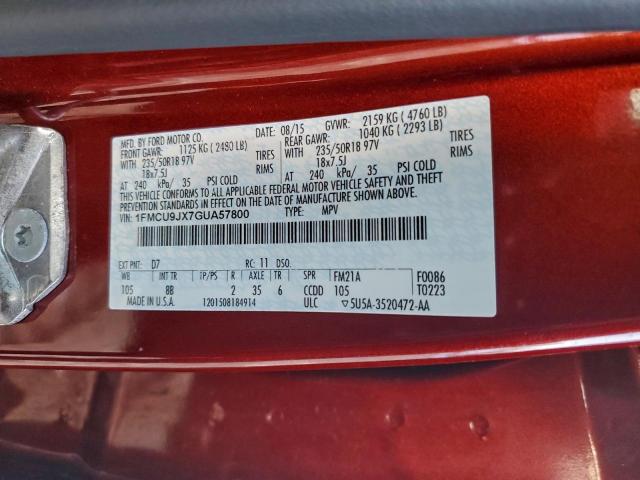 MFD. BY FORD MOTOR CO.
DATE: 08/15 GVWR: 2159 KG ( 4760 LB)
FRONT GAWR: 1125 KG ( 2480 LB) REAR GAWR: 1040 KG ( 2293 LB)
WITH 235/50R18 97V TIRES WITH 235/50R18 97V TIRES
18x7.5J RIMS 18x7.5J RIMS
AT 240 kPa/ 35 PSI COLD AT 240 kPa/ 35 PSI COLD
THIS VEHICLE CONFORMS TO ALL APPLICABLE FEDERAL MOTOR VEHICLE SAFETY AND BUMPER
STANDARDS IN EFFECT ON THE DATE OF MANUFACTURE SHOWN ABOVE.
VIN: 1FMCU9JX7GUA57800 TYPE: MPV
EXT PNT: D7 RC: 11 DSO:
WB INT TR TP/PS R AXLE TR SPR FM21A F0086
105 8B 2 35 6 CCDD 105 T0223
MADE IN U.S.A. 1201508184914 ULC 5U5A-3520472-AA